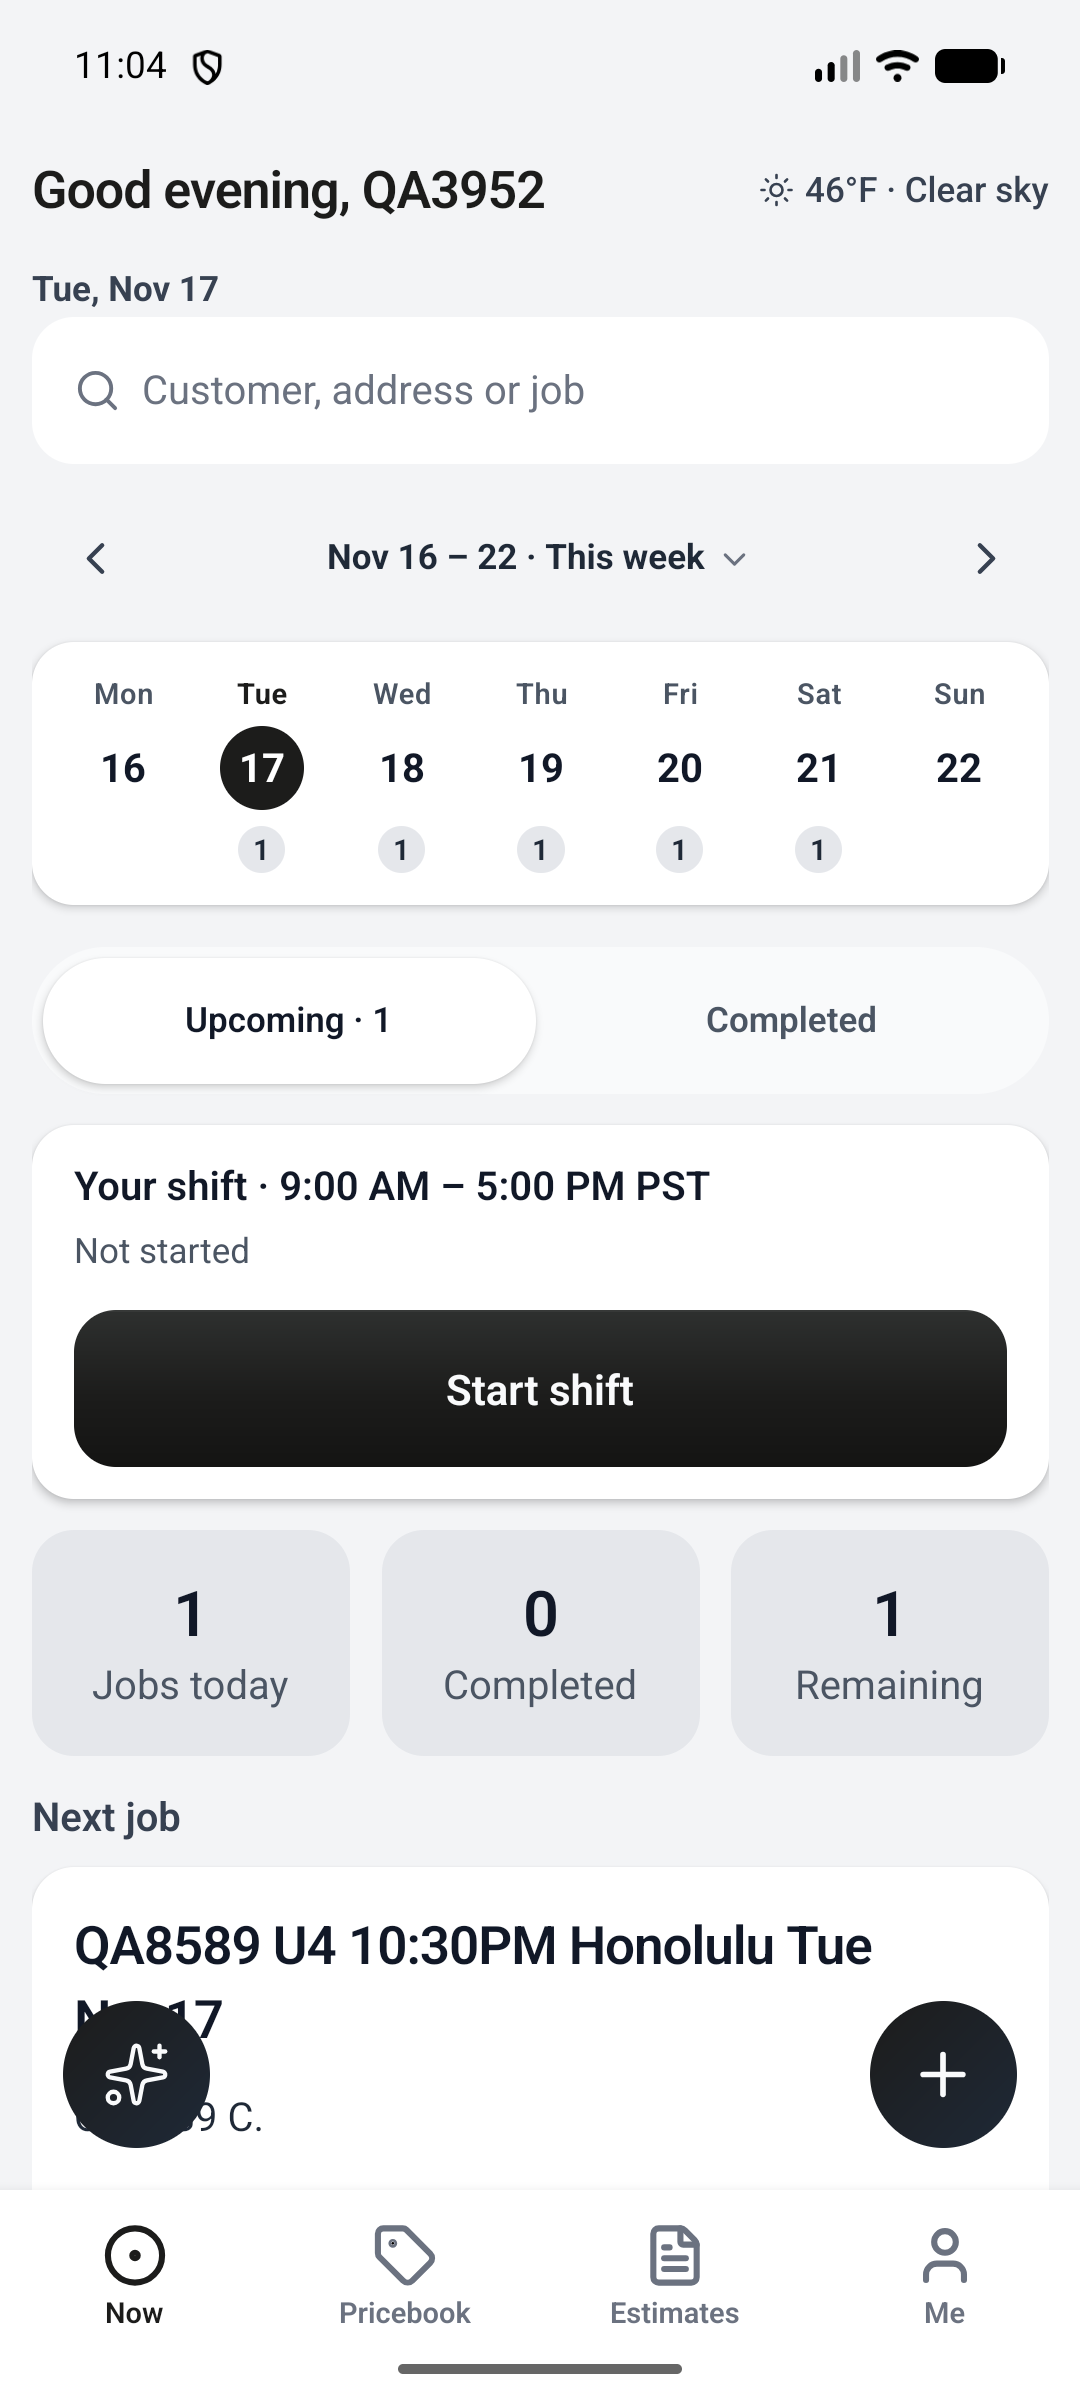 11:04
Good evening, QA3952
46°F · Clear sky
Tue, Nov 17
Customer, address or job
Nov 16 – 22 · This week
Mon Tue Wed Thu Fri Sat Sun
16 17 18 19 20 21 22
1 1 1 1 1
Upcoming · 1
Completed
Your shift · 9:00 AM – 5:00 PM PST
Not started
Start shift
1 0 1
Jobs today Completed Remaining
Next job
QA8589 U4 10:30PM Honolulu Tue
17
C.
Now Pricebook Estimates Me